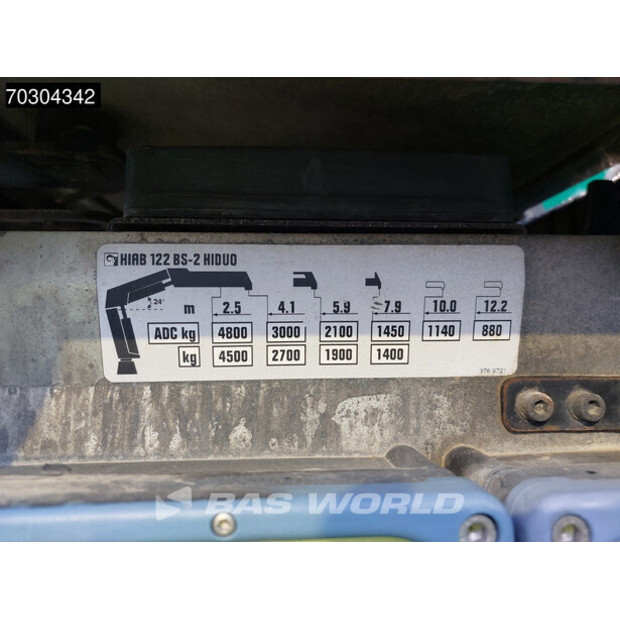 70304342
HIAB 122 BS-2 HIDUO
24°
m 2.5 4.1 5.9 7.9 10.0 12.2
ADC kg 4800 3000 2100 1450 1140 880
kg 4500 2700 1900 1400
BAS WORLD